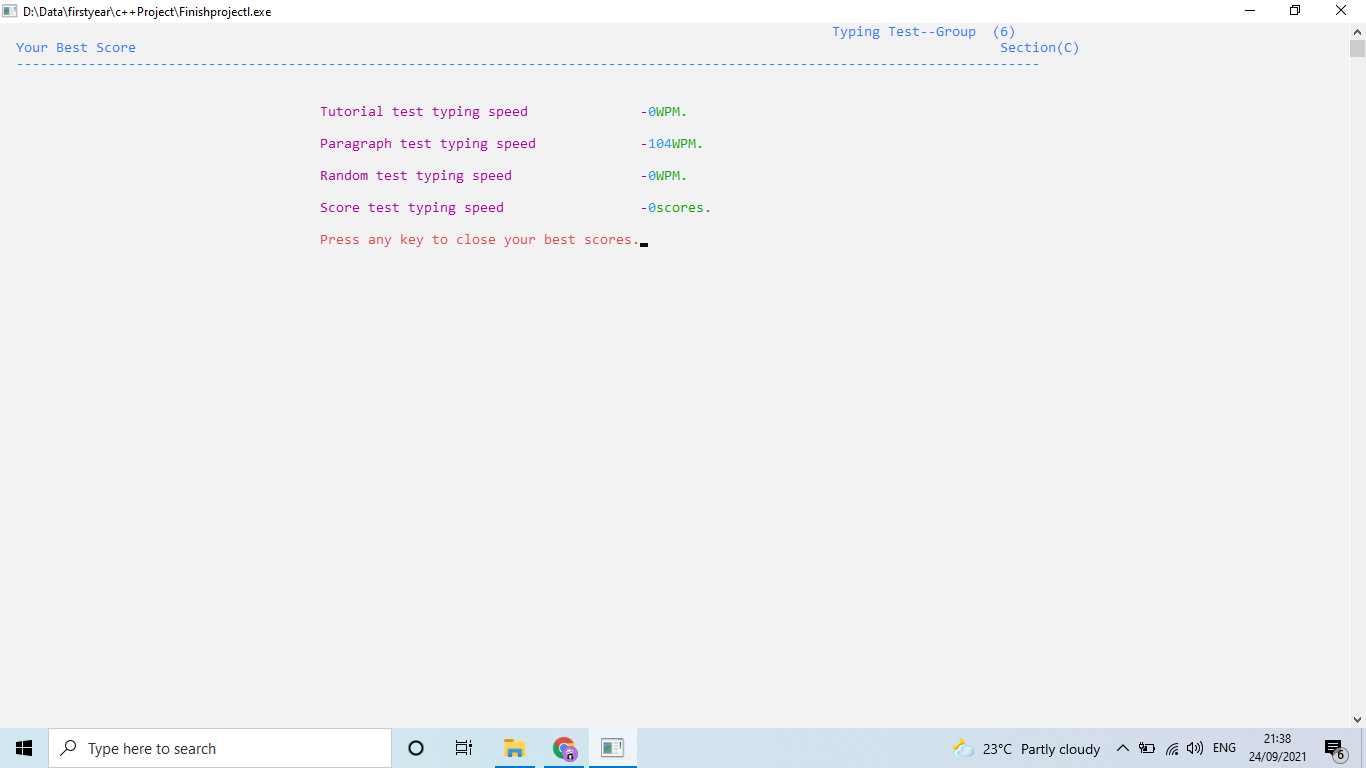 D:\Data\firstyear\c++Project\Finishprojectl.exe
Typing Test--Group (6)
Your Best Score Section(C)
--------------------------------------------------------------------------------------------------------------------------------
Tutorial test typing speed -0WPM.
Paragraph test typing speed -104WPM.
Random test typing speed -0WPM.
Score test typing speed -0scores.
Press any key to close your best scores.
Type here to search
23°C Partly cloudy
ENG
21:38
24/09/2021
6